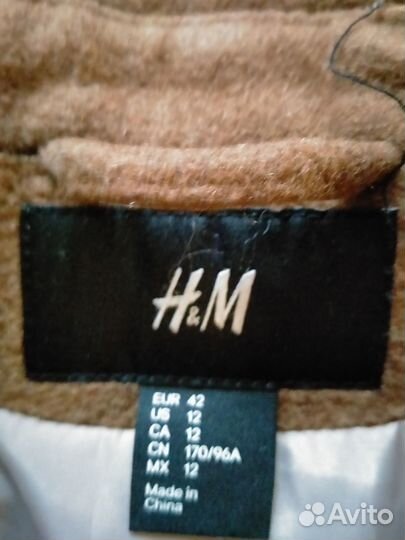 H&M
EUR 42
US 12
CA 12
CN 170/96A
MX 12
Made in
China
Avito